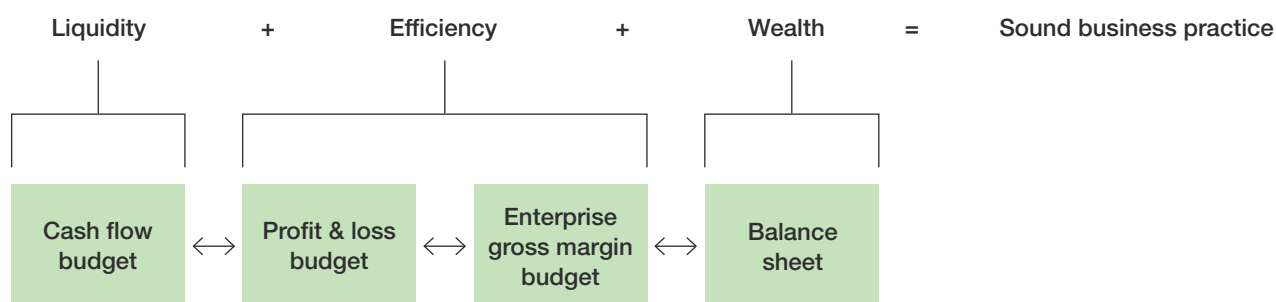 Liquidity + Efficiency + Wealth = Sound business practice
Cash flow
budget
Profit & loss
budget
Enterprise
gross margin
budget
Balance
sheet